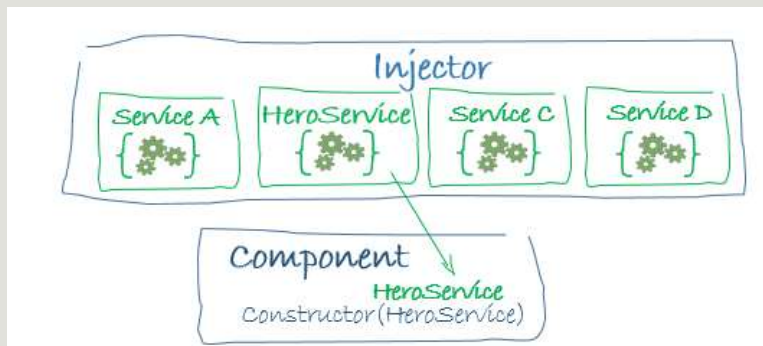 Injector
Service A
HeroService
Service C
Service D
Component
HeroService
Constructor(HeroService)